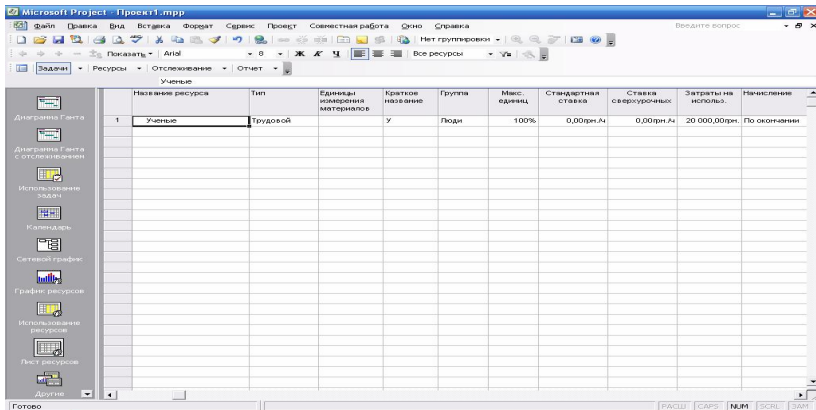 Microsoft Project - Проект1.mpp
Файл Правка Вид Вставка Формат Сервис Проект Совместная работа Окно Справка Введите вопрос
Нет группировки
Показать Arial 8 Ж К Ч Все ресурсы
Задачи Ресурсы Отслеживание Отчет
Ученые
Название ресурса Тип Единицы измерения материалов Краткое название Группа Макс. единиц Стандартная ставка Ставка сверхурочных Затраты на использ. Начисление
1 Ученые Трудовой У Люди 100% 0,00грн./ч 0,00грн./ч 20 000,00грн. По окончании
Диаграмма Ганта
Диаграмма Ганта с отслеживанием
Использование задач
Календарь
Сетевой график
График ресурсов
Использование ресурсов
Лист ресурсов
Другие
Готово РАСШ CAPS NUM SCRL ЗАМ